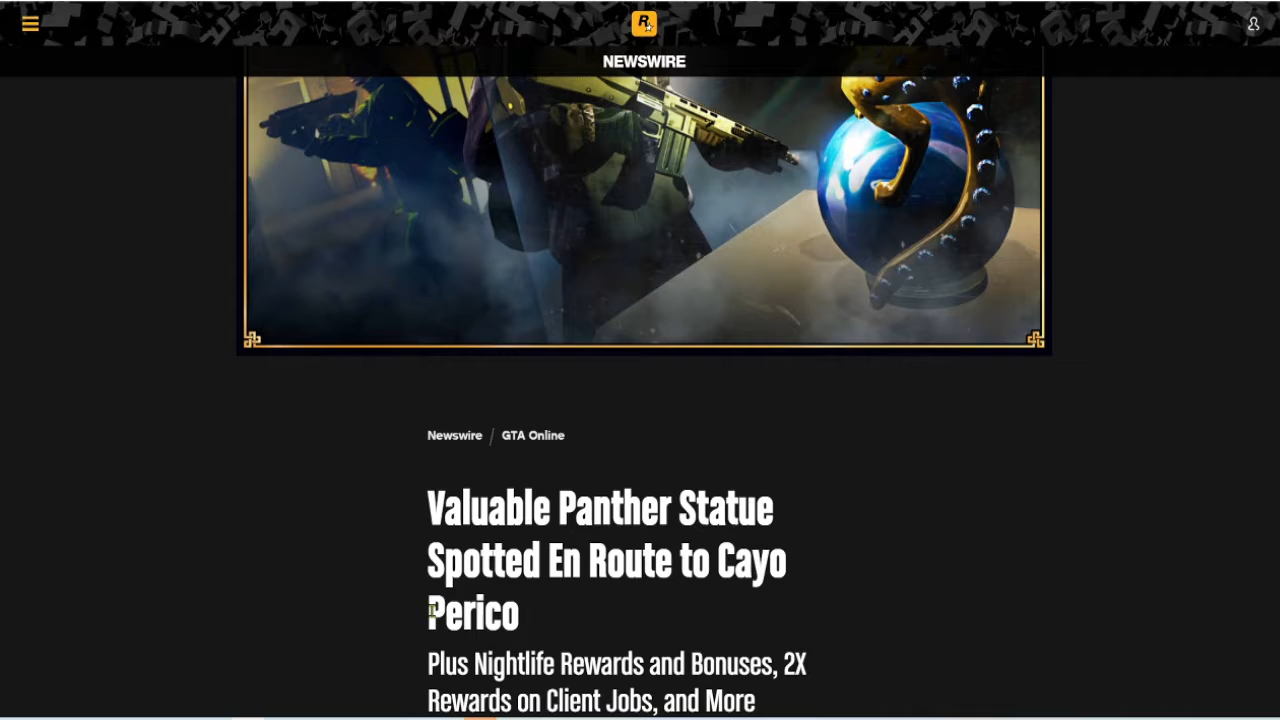 R
NEWSWIRE
Newswire / GTA Online
Valuable Panther Statue
Spotted En Route to Cayo
Perico
Plus Nightlife Rewards and Bonuses, 2X
Rewards on Client Jobs, and More